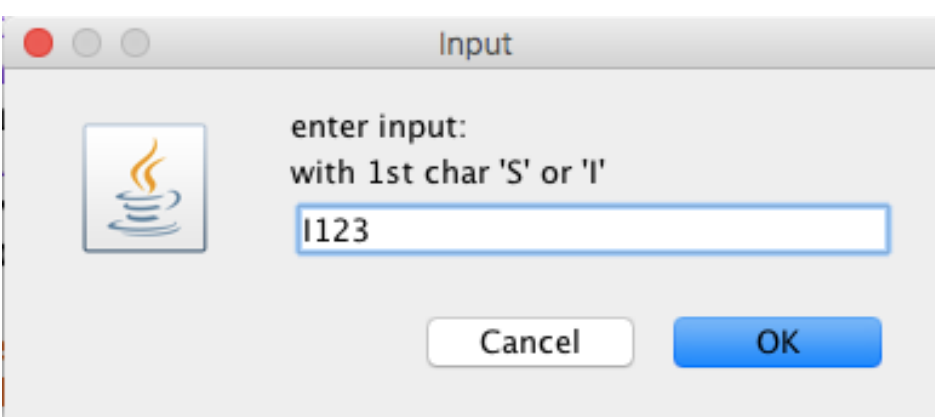 Input
enter input:
with 1st char 'S' or 'I'
I123
Cancel
OK